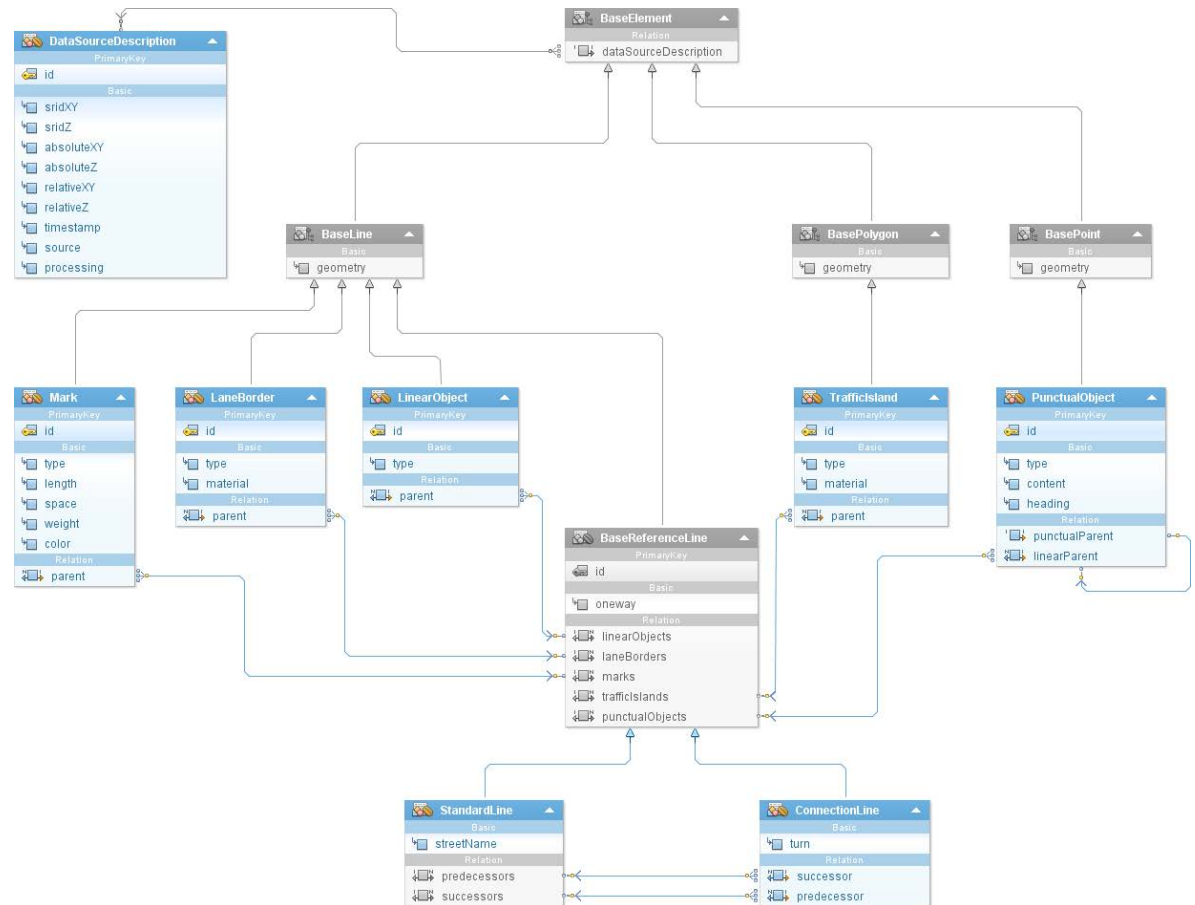 BaseElement
Relation
dataSourceDescription
DataSourceDescription
PrimaryKey
id
Basic
sridXY
sridZ
absoluteXY
absoluteZ
relativeXY
relativeZ
timestamp
source
processing
BaseLine
Basic
geometry
BasePolygon
Basic
geometry
BasePoint
Basic
geometry
Mark
PrimaryKey
id
Basic
type
length
space
weight
color
Relation
parent
LaneBorder
PrimaryKey
id
Basic
type
material
Relation
parent
LinearObject
PrimaryKey
id
Basic
type
Relation
parent
TrafficIsland
PrimaryKey
id
Basic
type
material
Relation
parent
PunctualObject
PrimaryKey
id
Basic
type
content
heading
Relation
punctualParent
linearParent
BaseReferenceLine
PrimaryKey
id
Basic
oneway
Relation
linearObjects
laneBorders
marks
trafficIslands
punctualObjects
StandardLine
Basic
streetName
Relation
predecessors
successors
ConnectionLine
Basic
turn
Relation
successor
predecessor